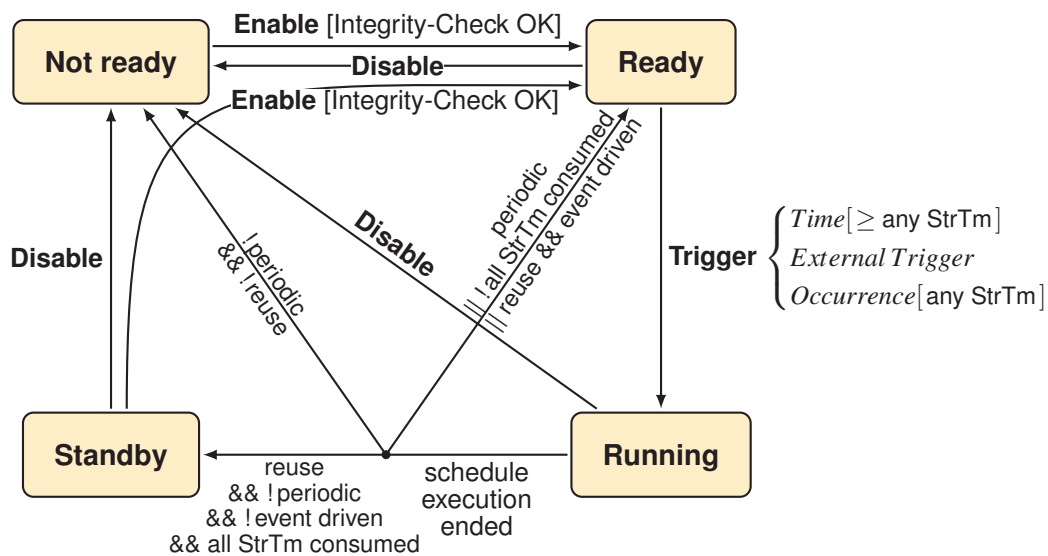 Enable [Integrity-Check OK]
Not ready
Disable
Ready
Enable [Integrity-Check OK]
periodic
|| ! all StrTm consumed
|| reuse && event driven
Disable
Disable
! periodic
&& ! reuse
Trigger
Time[≥ any StrTm]
External Trigger
Occurrence[any StrTm]
Standby
Running
reuse
&& ! periodic
&& ! event driven
&& all StrTm consumed
schedule
execution
ended